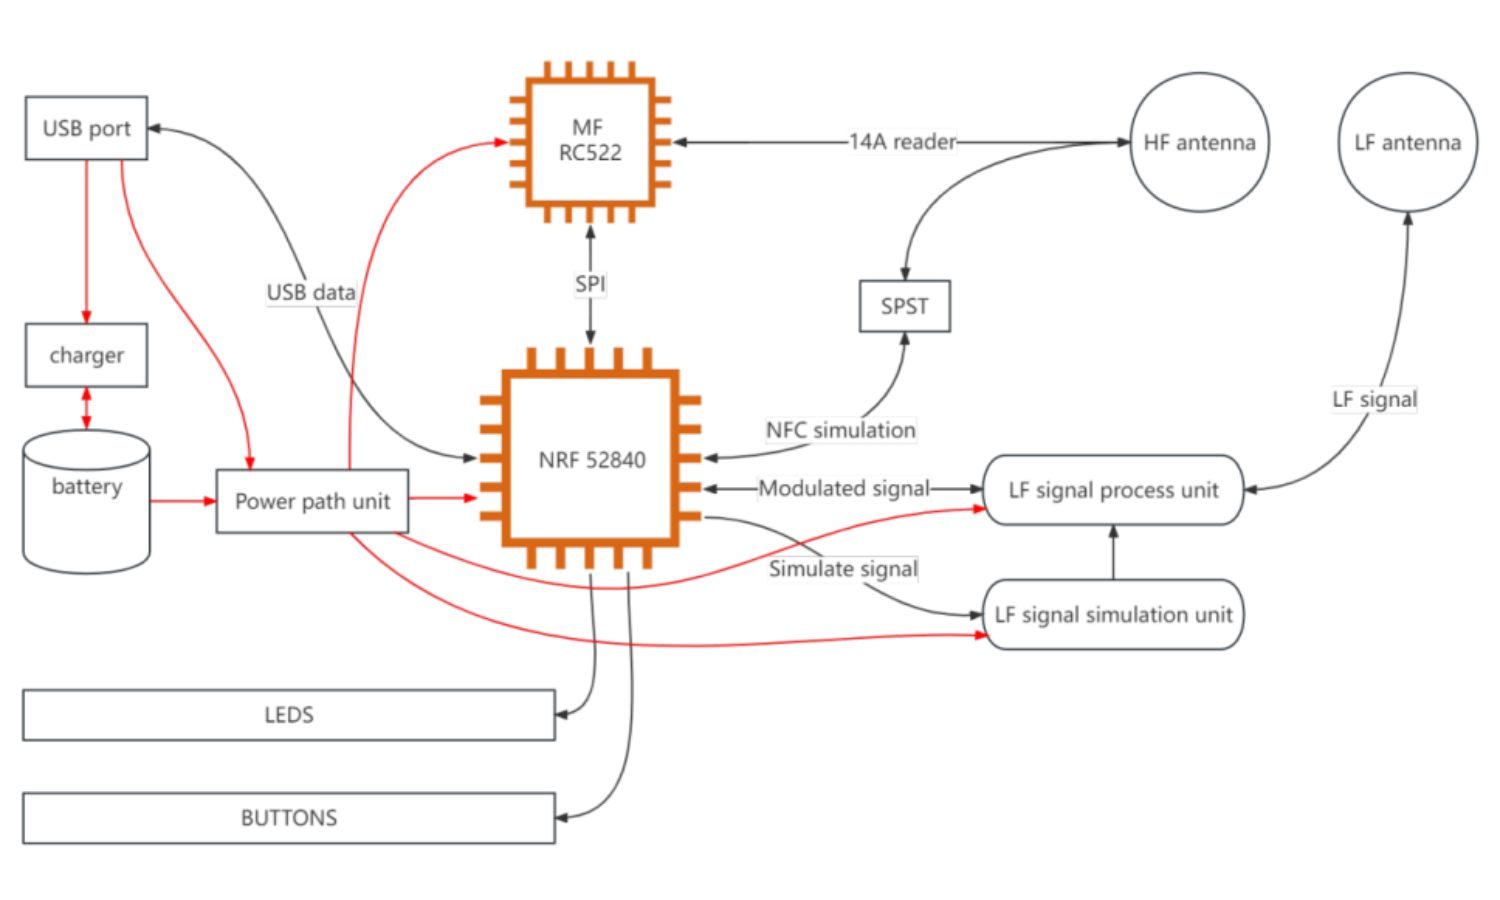 USB port
MF
RC522
14A reader
HF antenna
LF antenna
USB data
SPI
SPST
charger
LF signal
NFC simulation
battery
NRF 52840
Power path unit
Modulated signal
LF signal process unit
Simulate signal
LF signal simulation unit
LEDS
BUTTONS